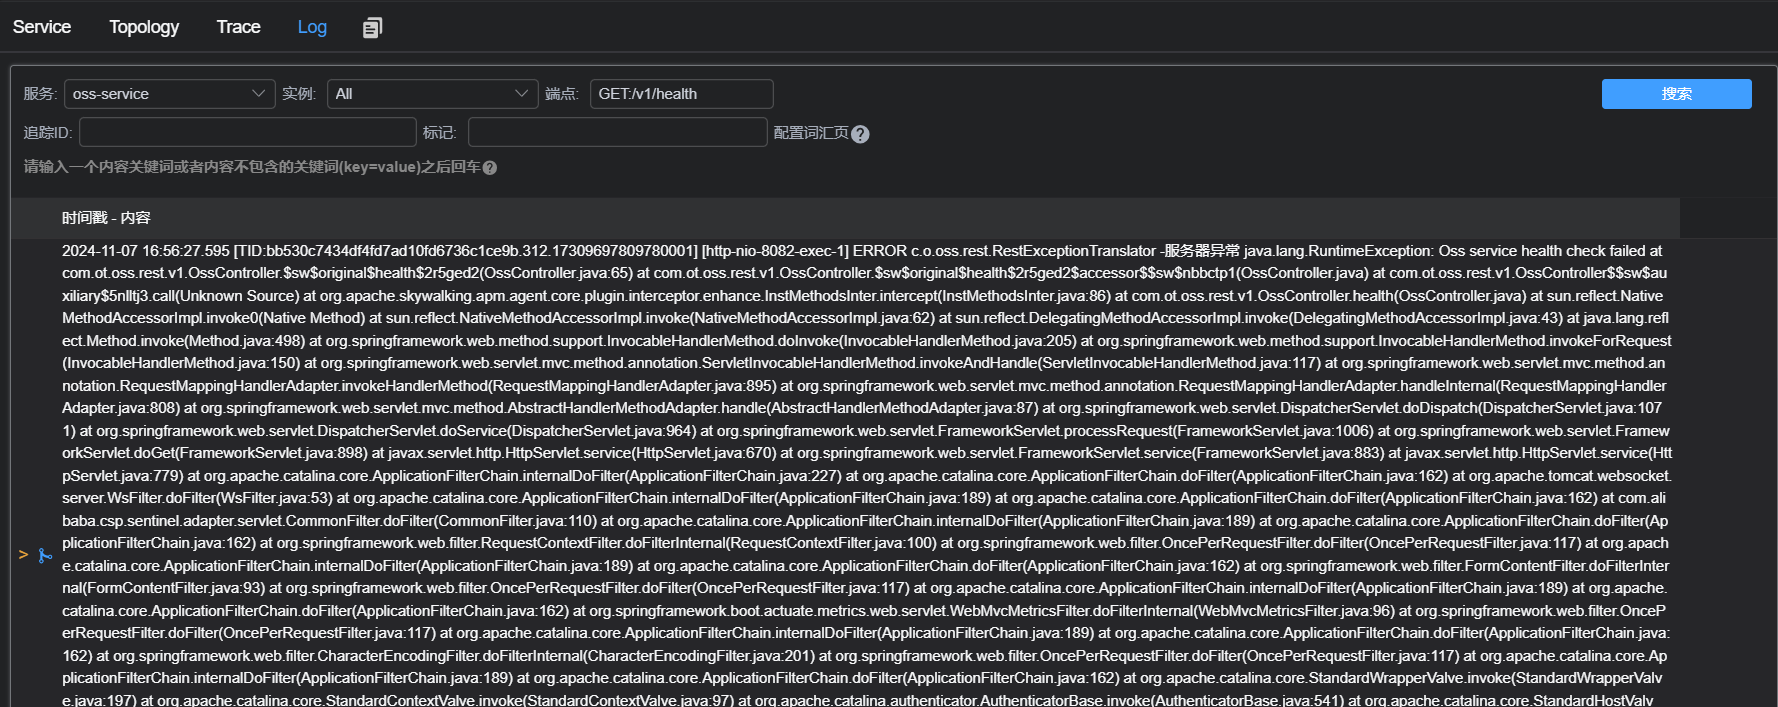 Service Topology Trace Log
服务: oss-service 实例: All 端点: GET:/v1/health 搜索
追踪ID: 标记: 配置词汇页 ?
请输入一个内容关键词或者内容不包含的关键词(key=value)之后回车 ?
时间戳 - 内容
2024-11-07 16:56:27.595 [TID:bb530c7434df4fd7ad10fd6736c1ce9b.312.17309697809780001] [http-nio-8082-exec-1] ERROR c.o.oss.rest.RestExceptionTranslator -服务器异常 java.lang.RuntimeException: Oss service health check failed at
com.ot.oss.rest.v1.OssController.$sw$original$health$2r5ged2(OssController.java:65) at com.ot.oss.rest.v1.OssController.$sw$original$health$2r5ged2$accessor$$sw$nbbctp1(OssController.java) at com.ot.oss.rest.v1.OssController$$sw$au
xiliary$5nlltj3.call(Unknown Source) at org.apache.skywalking.apm.agent.core.plugin.interceptor.enhance.InstMethodsInter.intercept(InstMethodsInter.java:86) at com.ot.oss.rest.v1.OssController.health(OssController.java) at sun.reflect.Native
MethodAccessorImpl.invoke0(Native Method) at sun.reflect.NativeMethodAccessorImpl.invoke(NativeMethodAccessorImpl.java:62) at sun.reflect.DelegatingMethodAccessorImpl.invoke(DelegatingMethodAccessorImpl.java:43) at java.lang.refl
ect.Method.invoke(Method.java:498) at org.springframework.web.method.support.InvocableHandlerMethod.doInvoke(InvocableHandlerMethod.java:205) at org.springframework.web.method.support.InvocableHandlerMethod.invokeForRequest
(InvocableHandlerMethod.java:150) at org.springframework.web.servlet.mvc.method.annotation.ServletInvocableHandlerMethod.invokeAndHandle(ServletInvocableHandlerMethod.java:117) at org.springframework.web.servlet.mvc.method.an
notation.RequestMappingHandlerAdapter.invokeHandlerMethod(RequestMappingHandlerAdapter.java:895) at org.springframework.web.servlet.mvc.method.annotation.RequestMappingHandlerAdapter.handleInternal(RequestMappingHandler
Adapter.java:808) at org.springframework.web.servlet.mvc.method.AbstractHandlerMethodAdapter.handle(AbstractHandlerMethodAdapter.java:87) at org.springframework.web.servlet.DispatcherServlet.doDispatch(DispatcherServlet.java:107
1) at org.springframework.web.servlet.DispatcherServlet.doService(DispatcherServlet.java:964) at org.springframework.web.servlet.FrameworkServlet.processRequest(FrameworkServlet.java:1006) at org.springframework.web.servlet.Framew
orkServlet.doGet(FrameworkServlet.java:898) at javax.servlet.http.HttpServlet.service(HttpServlet.java:670) at org.springframework.web.servlet.FrameworkServlet.service(FrameworkServlet.java:883) at javax.servlet.http.HttpServlet.service(Htt
pServlet.java:779) at org.apache.catalina.core.ApplicationFilterChain.internalDoFilter(ApplicationFilterChain.java:227) at org.apache.catalina.core.ApplicationFilterChain.doFilter(ApplicationFilterChain.java:162) at org.apache.tomcat.websocket.
server.WsFilter.doFilter(WsFilter.java:53) at org.apache.catalina.core.ApplicationFilterChain.internalDoFilter(ApplicationFilterChain.java:189) at org.apache.catalina.core.ApplicationFilterChain.doFilter(ApplicationFilterChain.java:162) at com.ali
baba.csp.sentinel.adapter.servlet.CommonFilter.doFilter(CommonFilter.java:110) at org.apache.catalina.core.ApplicationFilterChain.internalDoFilter(ApplicationFilterChain.java:189) at org.apache.catalina.core.ApplicationFilterChain.doFilter(Ap
plicationFilterChain.java:162) at org.springframework.web.filter.RequestContextFilter.doFilterInternal(RequestContextFilter.java:100) at org.springframework.web.filter.OncePerRequestFilter.doFilter(OncePerRequestFilter.java:117) at org.apach
e.catalina.core.ApplicationFilterChain.internalDoFilter(ApplicationFilterChain.java:189) at org.apache.catalina.core.ApplicationFilterChain.doFilter(ApplicationFilterChain.java:162) at org.springframework.web.filter.FormContentFilter.doFilterInter
nal(FormContentFilter.java:93) at org.springframework.web.filter.OncePerRequestFilter.doFilter(OncePerRequestFilter.java:117) at org.apache.catalina.core.ApplicationFilterChain.internalDoFilter(ApplicationFilterChain.java:189) at org.apache.
catalina.core.ApplicationFilterChain.doFilter(ApplicationFilterChain.java:162) at org.springframework.boot.actuate.metrics.web.servlet.WebMvcMetricsFilter.doFilterInternal(WebMvcMetricsFilter.java:96) at org.springframework.web.filter.OnceP
erRequestFilter.doFilter(OncePerRequestFilter.java:117) at org.apache.catalina.core.ApplicationFilterChain.internalDoFilter(ApplicationFilterChain.java:189) at org.apache.catalina.core.ApplicationFilterChain.doFilter(ApplicationFilterChain.java:
162) at org.springframework.web.filter.CharacterEncodingFilter.doFilterInternal(CharacterEncodingFilter.java:201) at org.springframework.web.filter.OncePerRequestFilter.doFilter(OncePerRequestFilter.java:117) at org.apache.catalina.core.Ap
plicationFilterChain.internalDoFilter(ApplicationFilterChain.java:189) at org.apache.catalina.core.ApplicationFilterChain.doFilter(ApplicationFilterChain.java:162) at org.apache.catalina.core.StandardWrapperValve.invoke(StandardWrapperValv
e.java:197) at org.apache.catalina.core.StandardContextValve.invoke(StandardContextValve.java:97) at org.apache.catalina.authenticator.AuthenticatorBase.invoke(AuthenticatorBase.java:541) at org.apache.catalina.core.StandardHostValv